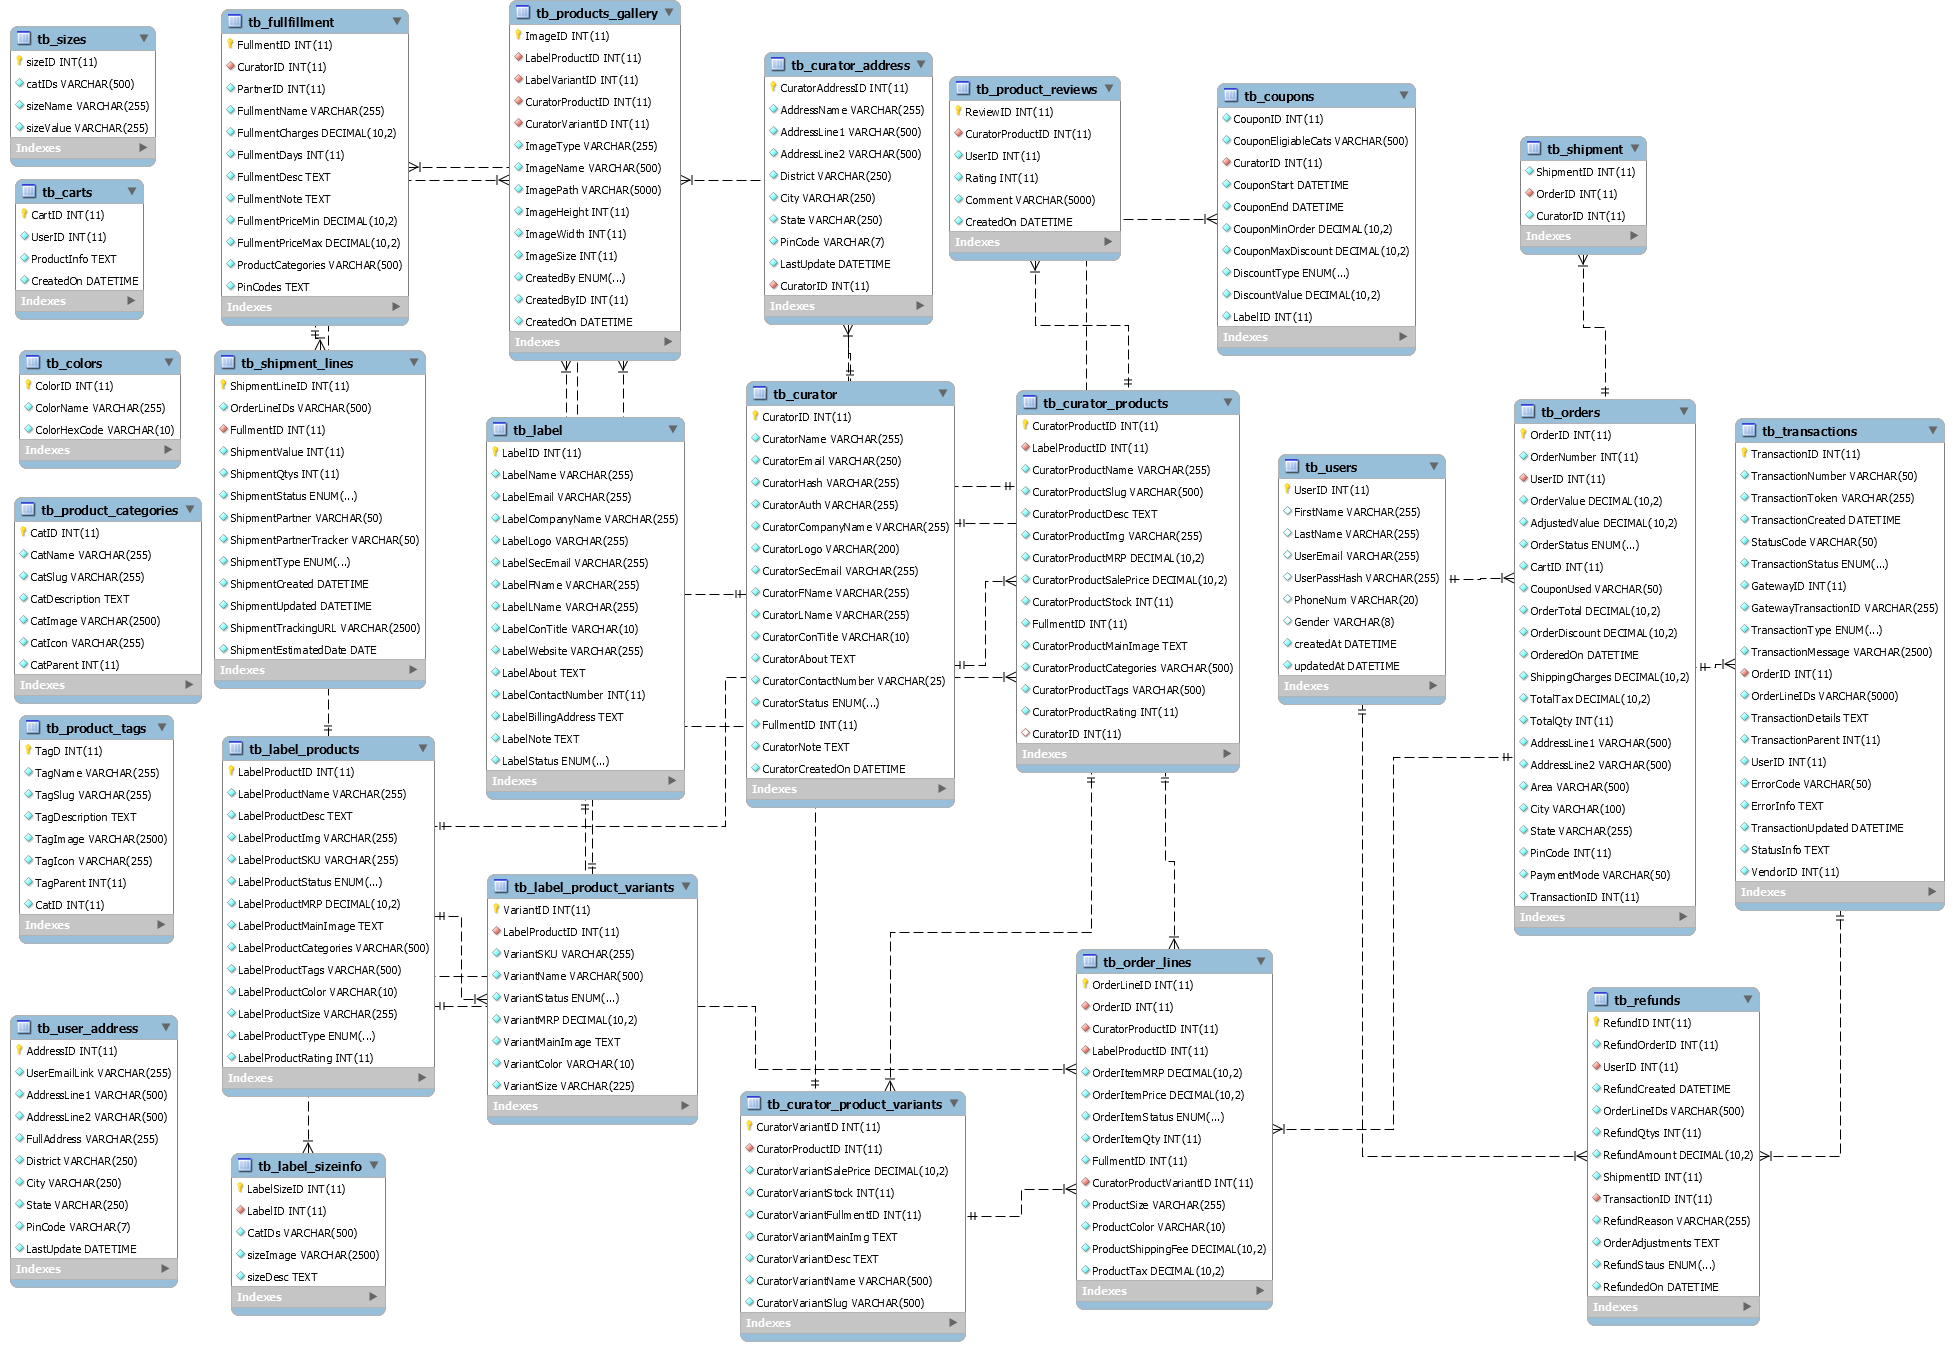 tb_sizes
sizeID INT(11)
catIDs VARCHAR(500)
sizeName VARCHAR(255)
sizeValue VARCHAR(255)
Indexes
tb_carts
CartID INT(11)
UserID INT(11)
ProductInfo TEXT
CreatedOn DATETIME
Indexes
tb_colors
ColorID INT(11)
ColorName VARCHAR(255)
ColorHexCode VARCHAR(10)
Indexes
tb_product_categories
CatID INT(11)
CatName VARCHAR(255)
CatSlug VARCHAR(255)
CatDescription TEXT
CatImage VARCHAR(2500)
CatIcon VARCHAR(255)
CatParent INT(11)
Indexes
tb_product_tags
TagD INT(11)
TagName VARCHAR(255)
TagSlug VARCHAR(255)
TagDescription TEXT
TagImage VARCHAR(2500)
TagIcon VARCHAR(255)
TagParent INT(11)
CatID INT(11)
Indexes
tb_user_address
AddressID INT(11)
UserEmailLink VARCHAR(255)
AddressLine1 VARCHAR(500)
AddressLine2 VARCHAR(500)
FullAddress VARCHAR(255)
District VARCHAR(250)
City VARCHAR(250)
State VARCHAR(250)
PinCode VARCHAR(7)
LastUpdate DATETIME
Indexes
tb_fullfillment
FullmentID INT(11)
CuratorID INT(11)
PartnerID INT(11)
FullmentName VARCHAR(255)
FullmentCharges DECIMAL(10,2)
FullmentDays INT(11)
FullmentDesc TEXT
FullmentNote TEXT
FullmentPriceMin DECIMAL(10,2)
FullmentPriceMax DECIMAL(10,2)
ProductCategories VARCHAR(500)
PinCodes TEXT
Indexes
tb_shipment_lines
ShipmentLineID INT(11)
OrderLineIDs VARCHAR(500)
FullmentID INT(11)
ShipmentValue INT(11)
ShipmentQtys INT(11)
ShipmentStatus ENUM(...)
ShipmentPartner VARCHAR(50)
ShipmentPartnerTracker VARCHAR(50)
ShipmentType ENUM(...)
ShipmentCreated DATETIME
ShipmentUpdated DATETIME
ShipmentTrackingURL VARCHAR(2500)
ShipmentEstimatedDate DATE
Indexes
tb_label_products
LabelProductID INT(11)
LabelProductName VARCHAR(255)
LabelProductDesc TEXT
LabelProductImg VARCHAR(255)
LabelProductSKU VARCHAR(255)
LabelProductStatus ENUM(...)
LabelProductMRP DECIMAL(10,2)
LabelProductMainImage TEXT
LabelProductCategories VARCHAR(500)
LabelProductTags VARCHAR(500)
LabelProductColor VARCHAR(10)
LabelProductSize VARCHAR(255)
LabelProductType ENUM(...)
LabelProductRating INT(11)
Indexes
tb_label_sizeinfo
LabelSizeID INT(11)
LabelID INT(11)
CatIDs VARCHAR(500)
sizeImage VARCHAR(2500)
sizeDesc TEXT
Indexes
tb_products_gallery
ImageID INT(11)
LabelProductID INT(11)
LabelVariantID INT(11)
CuratorProductID INT(11)
CuratorVariantID INT(11)
ImageType VARCHAR(255)
ImageName VARCHAR(500)
ImagePath VARCHAR(5000)
ImageHeight INT(11)
ImageWidth INT(11)
ImageSize INT(11)
CreatedBy ENUM(...)
CreatedByID INT(11)
CreatedOn DATETIME
Indexes
tb_label
LabelID INT(11)
LabelName VARCHAR(255)
LabelEmail VARCHAR(255)
LabelCompanyName VARCHAR(255)
LabelLogo VARCHAR(255)
LabelSecEmail VARCHAR(255)
LabelFName VARCHAR(255)
LabelLName VARCHAR(255)
LabelConTitle VARCHAR(10)
LabelWebsite VARCHAR(255)
LabelAbout TEXT
LabelContactNumber INT(11)
LabelBillingAddress TEXT
LabelNote TEXT
LabelStatus ENUM(...)
Indexes
tb_label_product_variants
VariantID INT(11)
LabelProductID INT(11)
VariantSKU VARCHAR(255)
VariantName VARCHAR(500)
VariantStatus ENUM(...)
VariantMRP DECIMAL(10,2)
VariantMainImage TEXT
VariantColor VARCHAR(10)
VariantSize VARCHAR(225)
Indexes
tb_curator_address
CuratorAddressID INT(11)
AddressName VARCHAR(255)
AddressLine1 VARCHAR(500)
AddressLine2 VARCHAR(500)
District VARCHAR(250)
City VARCHAR(250)
State VARCHAR(250)
PinCode VARCHAR(7)
LastUpdate DATETIME
CuratorID INT(11)
Indexes
tb_curator
CuratorID INT(11)
CuratorName VARCHAR(255)
CuratorEmail VARCHAR(250)
CuratorHash VARCHAR(255)
CuratorAuth VARCHAR(255)
CuratorCompanyName VARCHAR(255)
CuratorLogo VARCHAR(200)
CuratorSecEmail VARCHAR(255)
CuratorFName VARCHAR(255)
CuratorLName VARCHAR(255)
CuratorConTitle VARCHAR(10)
CuratorAbout TEXT
CuratorContactNumber VARCHAR(25)
CuratorStatus ENUM(...)
FullmentID INT(11)
CuratorNote TEXT
CuratorCreatedOn DATETIME
Indexes
tb_curator_product_variants
CuratorVariantID INT(11)
CuratorProductID INT(11)
CuratorVariantSalePrice DECIMAL(10,2)
CuratorVariantStock INT(11)
CuratorVariantFullmentID INT(11)
CuratorVariantMainImg TEXT
CuratorVariantDesc TEXT
CuratorVariantName VARCHAR(500)
CuratorVariantSlug VARCHAR(500)
Indexes
tb_product_reviews
ReviewID INT(11)
CuratorProductID INT(11)
UserID INT(11)
Rating INT(11)
Comment VARCHAR(5000)
CreatedOn DATETIME
Indexes
tb_curator_products
CuratorProductID INT(11)
LabelProductID INT(11)
CuratorProductName VARCHAR(255)
CuratorProductSlug VARCHAR(500)
CuratorProductDesc TEXT
CuratorProductImg VARCHAR(255)
CuratorProductMRP DECIMAL(10,2)
CuratorProductSalePrice DECIMAL(10,2)
CuratorProductStock INT(11)
FullmentID INT(11)
CuratorProductMainImage TEXT
CuratorProductCategories VARCHAR(500)
CuratorProductTags VARCHAR(500)
CuratorProductRating INT(11)
CuratorID INT(11)
Indexes
tb_order_lines
OrderLineID INT(11)
OrderID INT(11)
CuratorProductID INT(11)
LabelProductID INT(11)
OrderItemMRP DECIMAL(10,2)
OrderItemPrice DECIMAL(10,2)
OrderItemStatus ENUM(...)
OrderItemQty INT(11)
FullmentID INT(11)
CuratorProductVariantID INT(11)
ProductSize VARCHAR(255)
ProductColor VARCHAR(10)
ProductShippingFee DECIMAL(10,2)
ProductTax DECIMAL(10,2)
Indexes
tb_coupons
CouponID INT(11)
CouponEligiableCats VARCHAR(500)
CuratorID INT(11)
CouponStart DATETIME
CouponEnd DATETIME
CouponMinOrder DECIMAL(10,2)
CouponMaxDiscount DECIMAL(10,2)
DiscountType ENUM(...)
DiscountValue DECIMAL(10,2)
LabelID INT(11)
Indexes
tb_users
UserID INT(11)
FirstName VARCHAR(255)
LastName VARCHAR(255)
UserEmail VARCHAR(255)
UserPassHash VARCHAR(255)
PhoneNum VARCHAR(20)
Gender VARCHAR(8)
createdAt DATETIME
updatedAt DATETIME
Indexes
tb_shipment
ShipmentID INT(11)
OrderID INT(11)
CuratorID INT(11)
Indexes
tb_orders
OrderID INT(11)
OrderNumber INT(11)
UserID INT(11)
OrderValue DECIMAL(10,2)
AdjustedValue DECIMAL(10,2)
OrderStatus ENUM(...)
CartID INT(11)
CouponUsed VARCHAR(50)
OrderTotal DECIMAL(10,2)
OrderDiscount DECIMAL(10,2)
OrderedOn DATETIME
ShippingCharges DECIMAL(10,2)
TotalTax DECIMAL(10,2)
TotalQty INT(11)
AddressLine1 VARCHAR(500)
AddressLine2 VARCHAR(500)
Area VARCHAR(500)
City VARCHAR(100)
State VARCHAR(255)
PinCode INT(11)
PaymentMode VARCHAR(50)
TransactionID INT(11)
Indexes
tb_transactions
TransactionID INT(11)
TransactionNumber VARCHAR(50)
TransactionToken VARCHAR(255)
TransactionCreated DATETIME
StatusCode VARCHAR(50)
TransactionStatus ENUM(...)
GatewayID INT(11)
GatewayTransactionID VARCHAR(255)
TransactionType ENUM(...)
TransactionMessage VARCHAR(2500)
OrderID INT(11)
OrderLineIDs VARCHAR(5000)
TransactionDetails TEXT
TransactionParent INT(11)
UserID INT(11)
ErrorCode VARCHAR(50)
ErrorInfo TEXT
TransactionUpdated DATETIME
StatusInfo TEXT
VendorID INT(11)
Indexes
tb_refunds
RefundID INT(11)
RefundOrderID INT(11)
UserID INT(11)
RefundCreated DATETIME
OrderLineIDs VARCHAR(500)
RefundQtys INT(11)
RefundAmount DECIMAL(10,2)
ShipmentID INT(11)
TransactionID INT(11)
RefundReason VARCHAR(255)
OrderAdjustments TEXT
RefundStaus ENUM(...)
RefundedOn DATETIME
Indexes